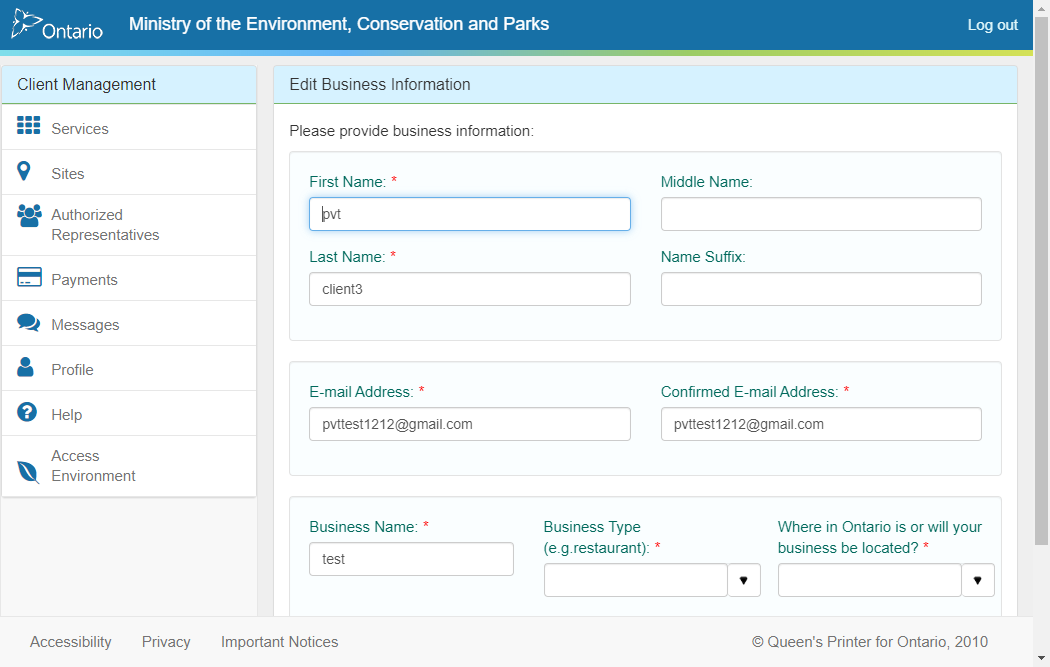 Ontario
Ministry of the Environment, Conservation and Parks
Log out
Client Management
Services
Sites
Authorized
Representatives
Payments
Messages
Profile
Help
Access
Environment
Edit Business Information
Please provide business information:
First Name: *
Middle Name:
pvt
Last Name: *
Name Suffix:
client3
E-mail Address: *
Confirmed E-mail Address: *
pvttest1212@gmail.com
pvttest1212@gmail.com
Business Name: *
test
Business Type
(e.g.restaurant): *
Where in Ontario is or will your
business be located? *
Accessibility
Privacy
Important Notices
© Queen's Printer for Ontario, 2010